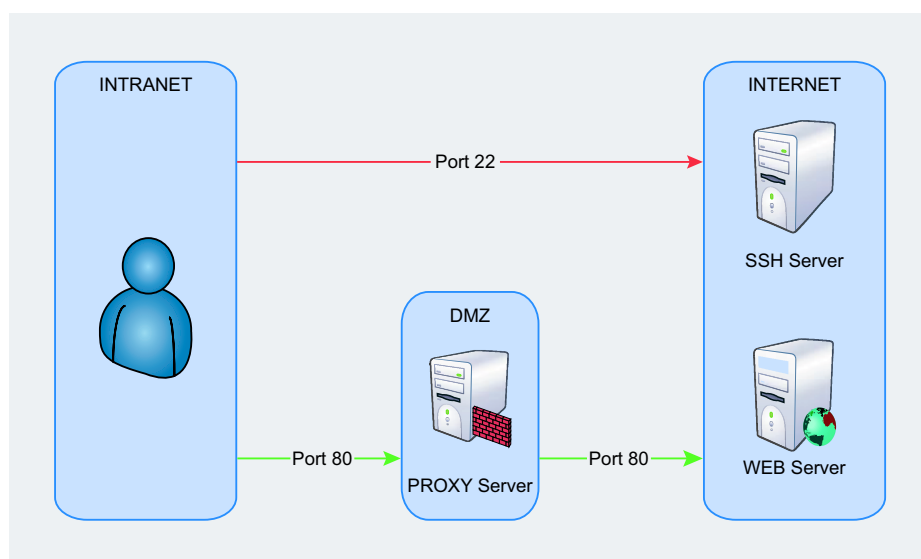 INTRANET
INTERNET
Port 22
SSH Server
DMZ
Port 80
Port 80
PROXY Server
WEB Server